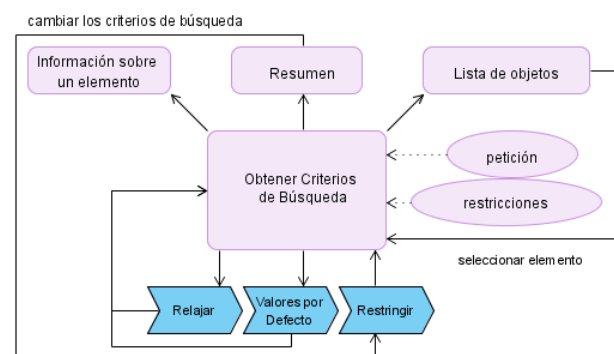 cambiar los criterios de búsqueda
Información sobre
un elemento
Resumen
Lista de objetos
Obtener Criterios
de Búsqueda
petición
restricciones
seleccionar elemento
Relajar
Valores por
Defecto
Restringir